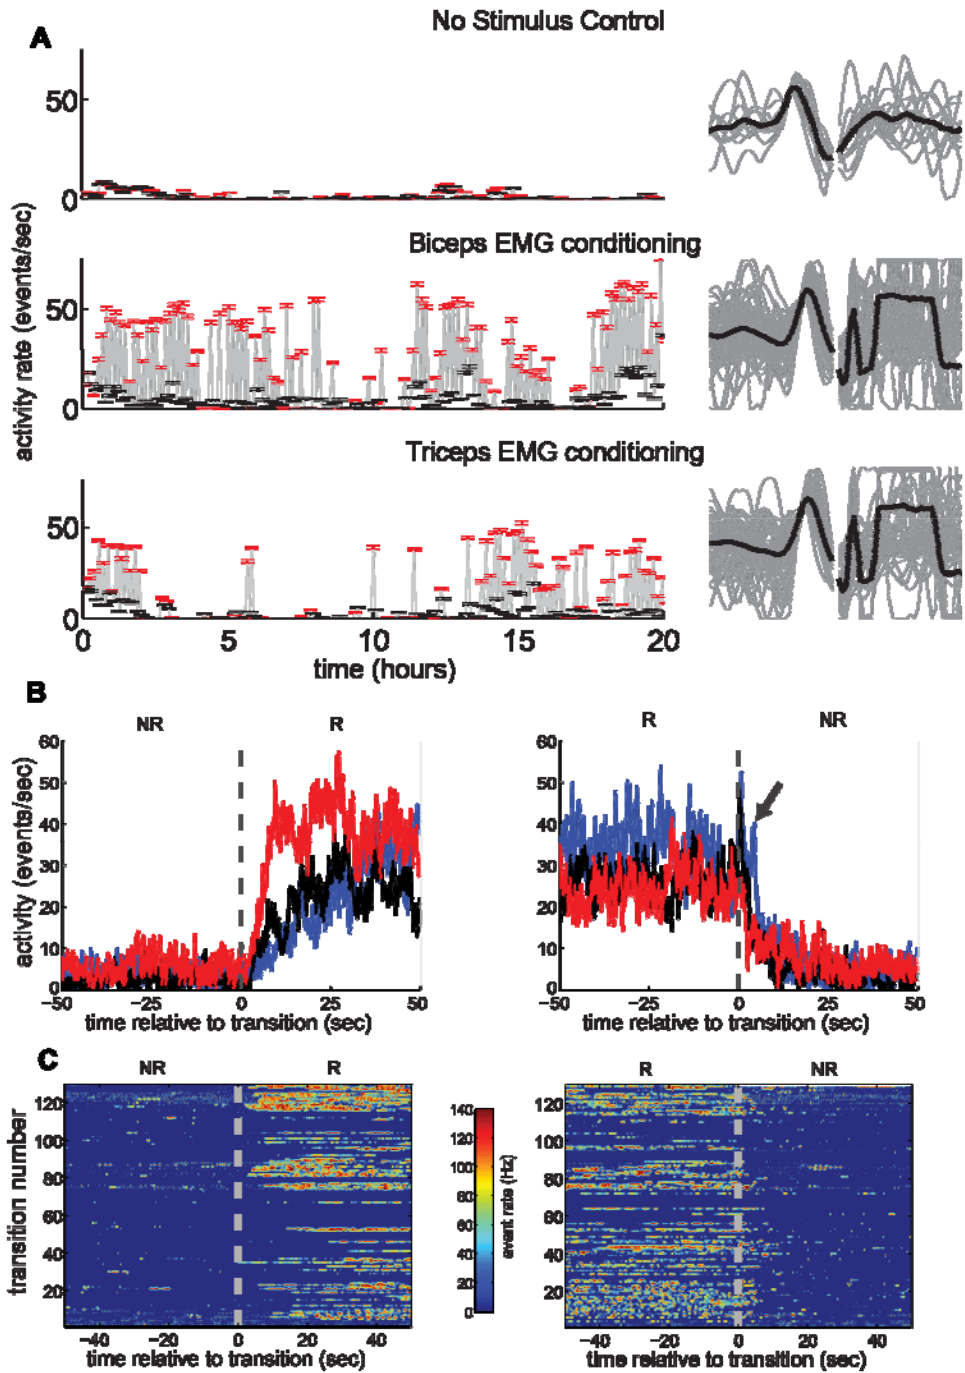 No Stimulus Control
A
50
0
Biceps EMG conditioning
activity rate (events/sec)
50
0
Triceps EMG conditioning
50
0
0 5 10 15 20
time (hours)
B
NR R
R NR
activity (events/sec)
60
50
40
30
20
10
0
-50 -25 0 25 50
time relative to transition (sec)
60
50
40
30
20
10
0
-50 -25 0 25 50
time relative to transition (sec)
C
NR R
R NR
transition number
120
100
80
60
40
20
-40 -20 0 20 40
time relative to transition (sec)
140
120
100
80
60
40
20
0
event rate (Hz)
120
100
80
60
40
20
-40 -20 0 20 40
time relative to transition (sec)